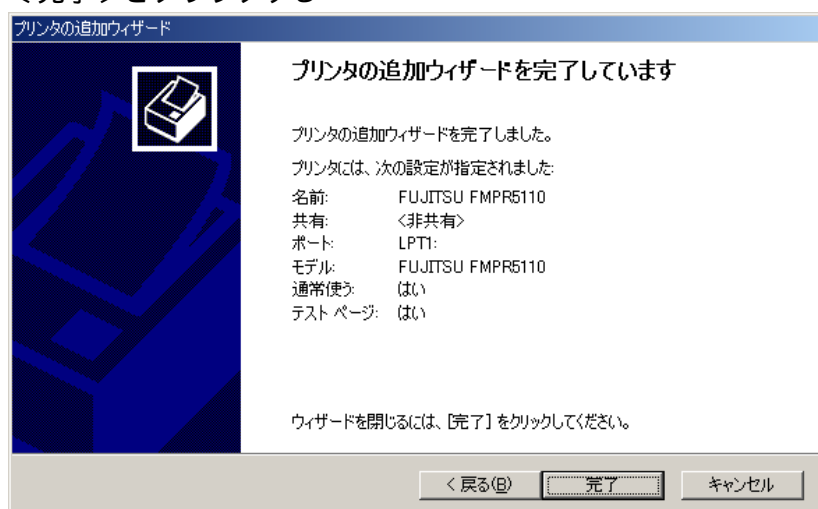 プリンタの追加ウィザード
プリンタの追加ウィザードを完了しています
プリンタの追加ウィザードを完了しました。
プリンタには、次の設定が指定されました:
名前: FUJITSU FMPR5110
共有: <非共有>
ポート: LPT1:
モデル: FUJITSU FMPR5110
通常使う: はい
テスト ページ: はい
ウィザードを閉じるには、[完了] をクリックしてください。
< 戻る(B) 完了 キャンセル